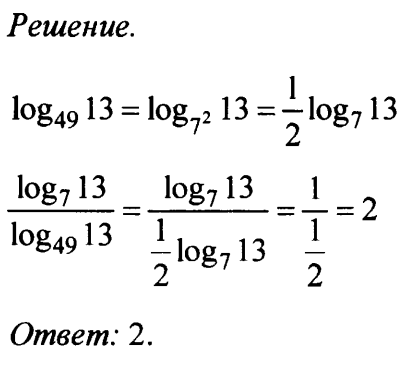 Решение.
log₄₉ 13 = log₇² 13 = 1/2 log₇ 13
log₇ 13 / log₄₉ 13 = log₇ 13 / (1/2 log₇ 13) = 1 / (1/2) = 2
Ответ: 2.